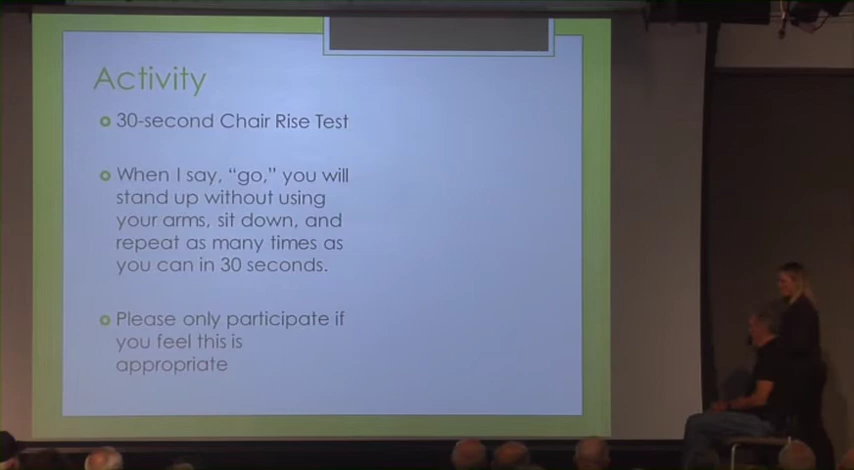 Activity
30-second Chair Rise Test
When I say, “go,” you will
stand up without using
your arms, sit down, and
repeat as many times as
you can in 30 seconds.
Please only participate if
you feel this is
appropriate